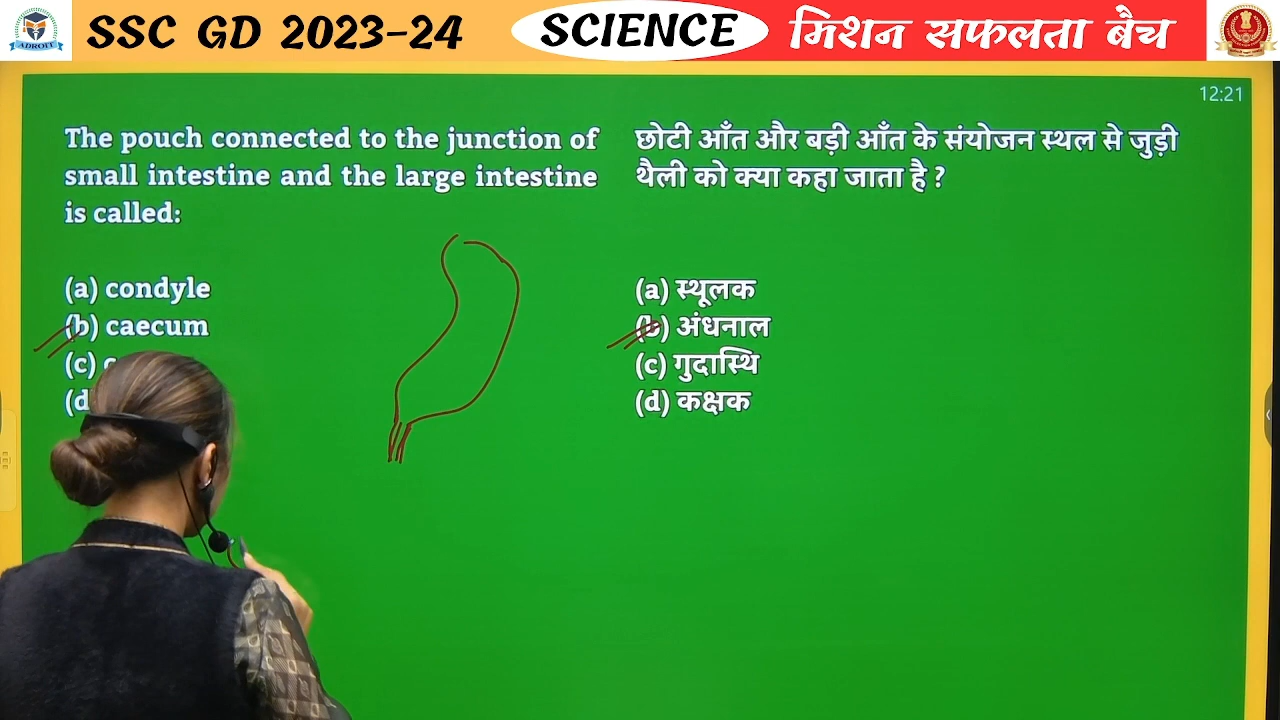 SSC GD 2023-24
SCIENCE
मिशन सफलता बैच
ADROIT
12:21
The pouch connected to the junction of
small intestine and the large intestine
is called:
(a) condyle
(b) caecum
(c)
(d
छोटी आँत और बड़ी आँत के संयोजन स्थल से जुड़ी
थैली को क्या कहा जाता है ?
(a) स्थूलक
(b) अंधनाल
(c) गुदास्थि
(d) कक्षक